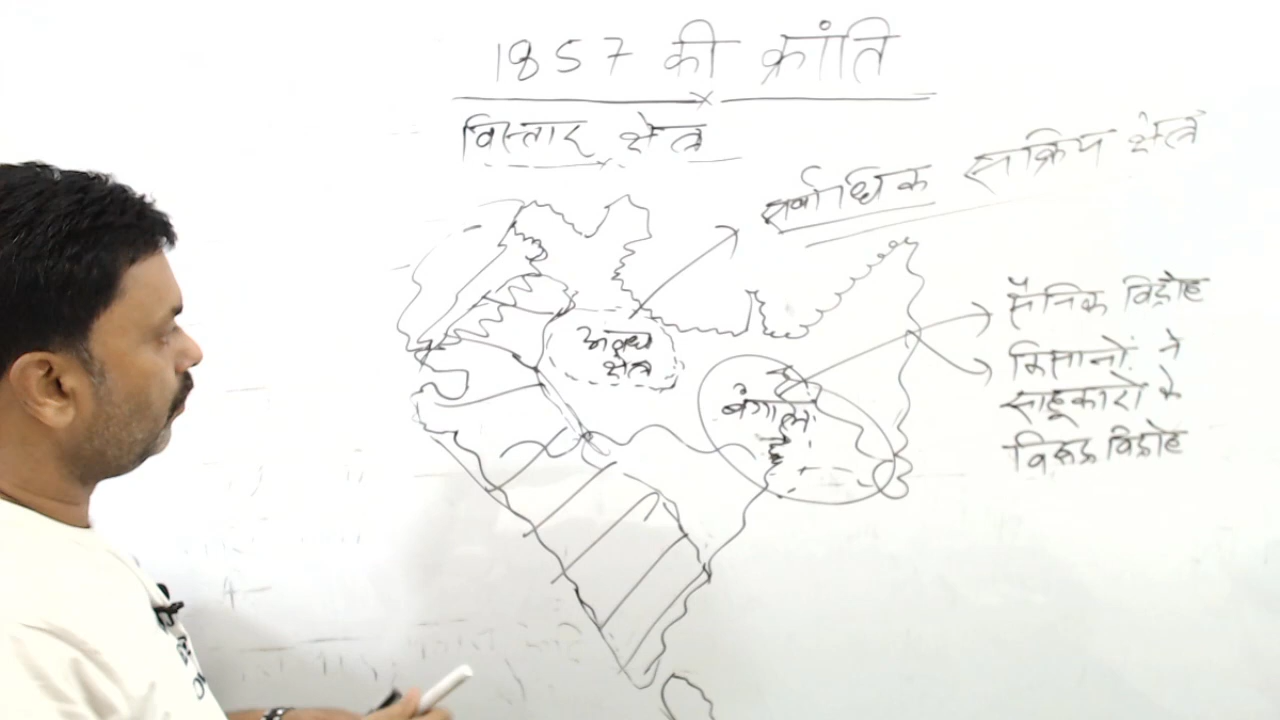 1857 की क्रांति
विस्तार क्षेत्र
सर्वाधिक सक्रिय क्षेत्र
अवध
क्षेत्र
बंगाल
सैनिक विद्रोह
किसानों ने
साहूकारों के
विरुद्ध विद्रोह